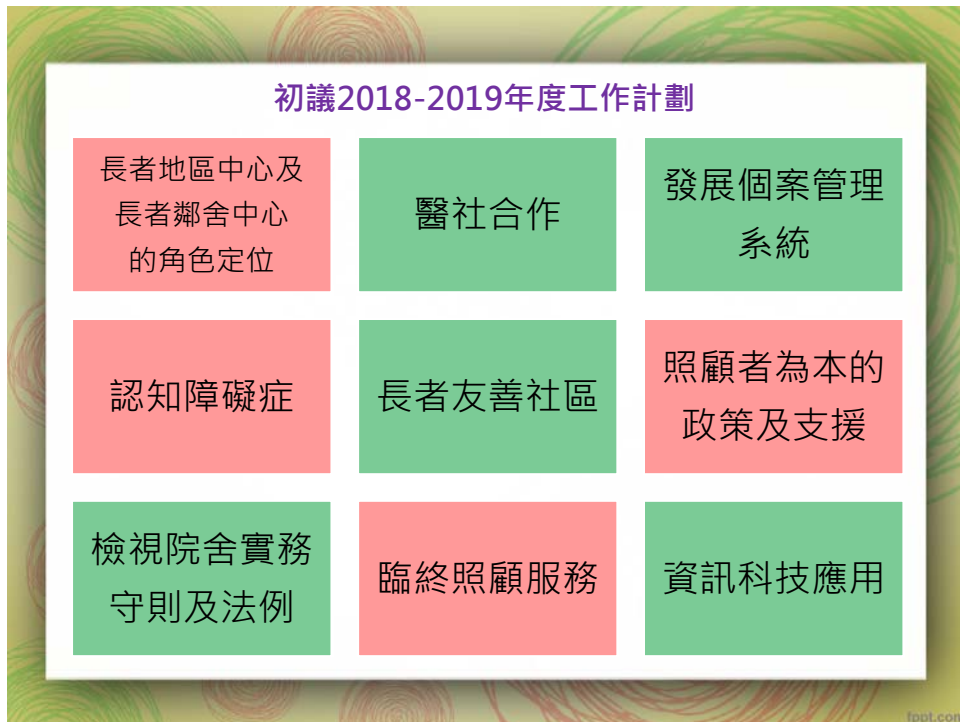 初議2018-2019年度工作計劃
長者地區中心及
長者鄰舍中心
的角色定位
醫社合作
發展個案管理
系統
認知障礙症
長者友善社區
照顧者為本的
政策及支援
檢視院舍實務
守則及法例
臨終照顧服務
資訊科技應用
fppt.com